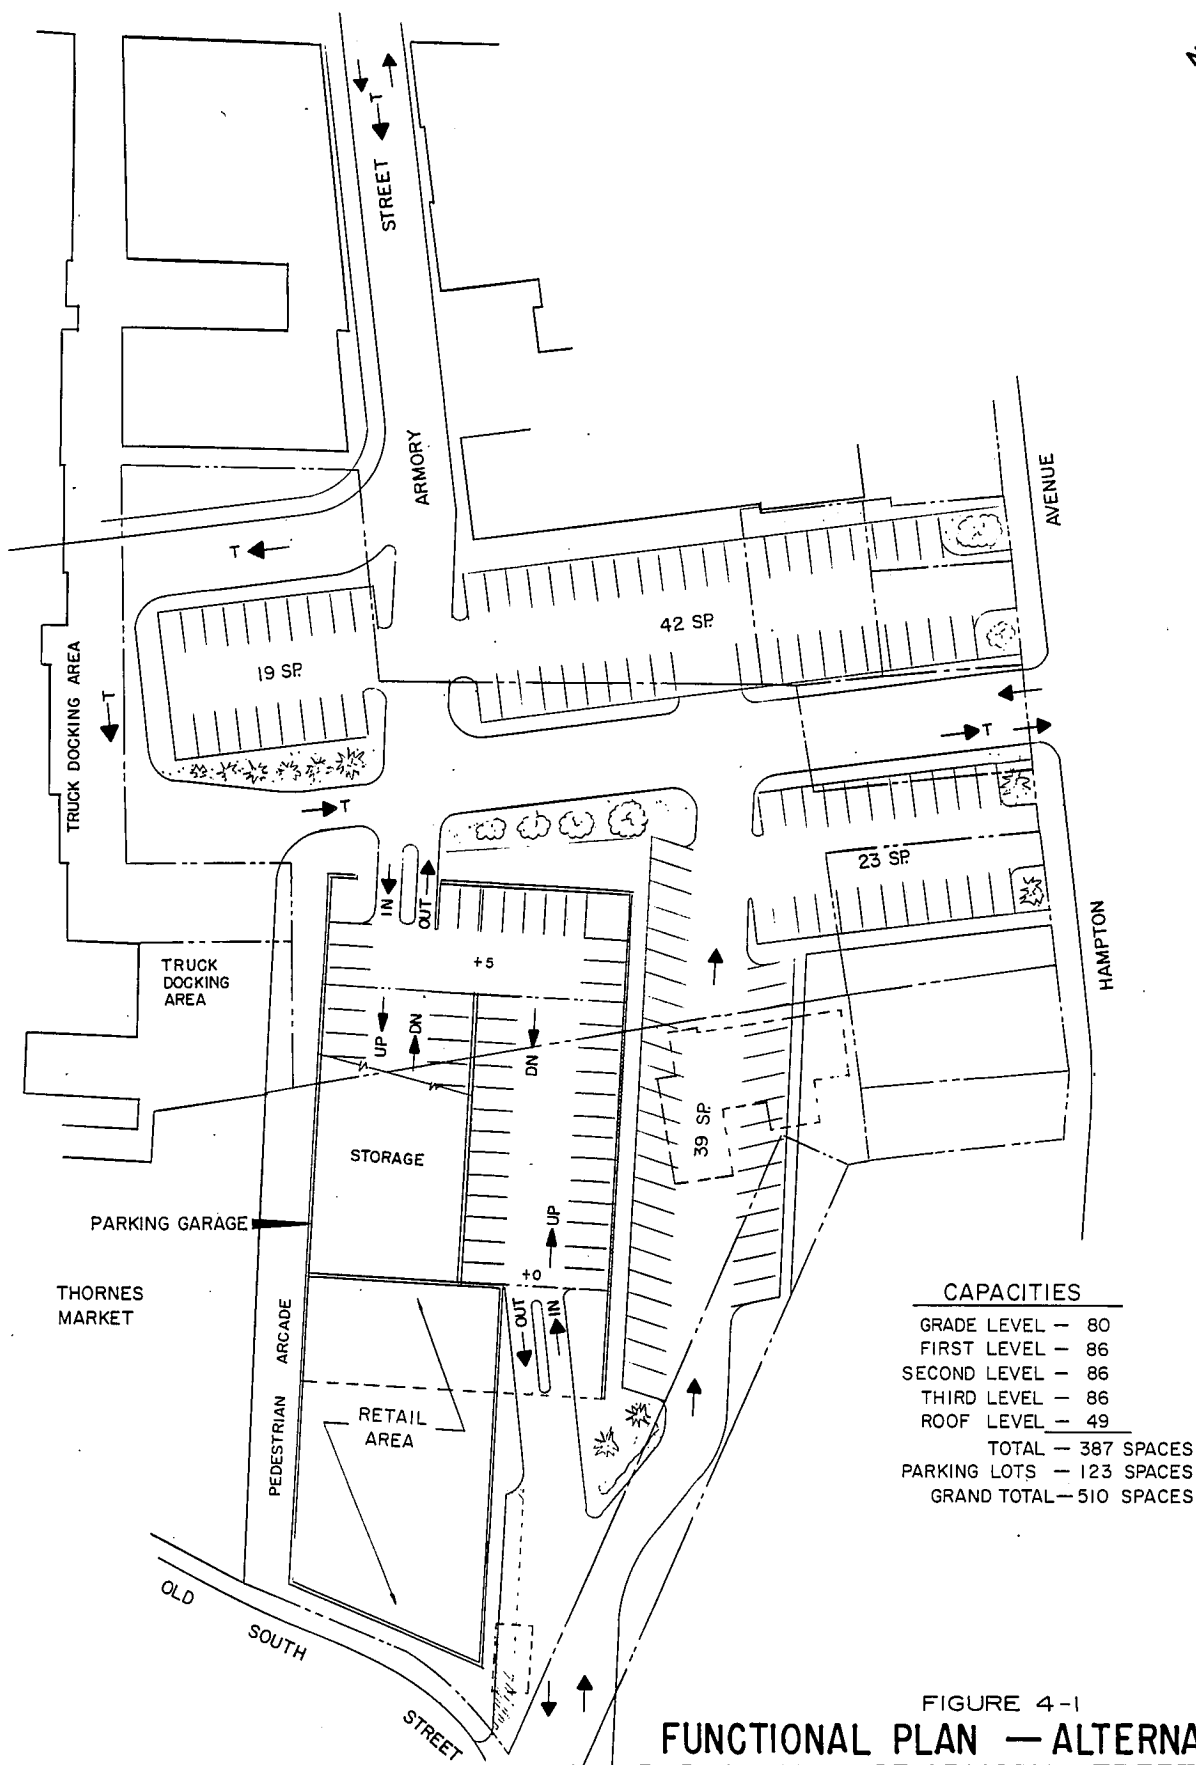 T
STREET
ARMORY
AVENUE
T
42 SP.
19 SP.
TRUCK DOCKING AREA
T
T
T
23 SP.
IN
OUT
HAMPTON
+5
TRUCK
DOCKING
AREA
UP
DN
DN
39 SP.
STORAGE
PARKING GARAGE
UP
+0
THORNES
MARKET
OUT
IN
PEDESTRIAN ARCADE
RETAIL
AREA
CAPACITIES
GRADE LEVEL - 80
FIRST LEVEL - 86
SECOND LEVEL - 86
THIRD LEVEL - 86
ROOF LEVEL - 49
TOTAL - 387 SPACES
PARKING LOTS - 123 SPACES
GRAND TOTAL - 510 SPACES
OLD
SOUTH
STREET
FIGURE 4-1
FUNCTIONAL PLAN — ALTERNA